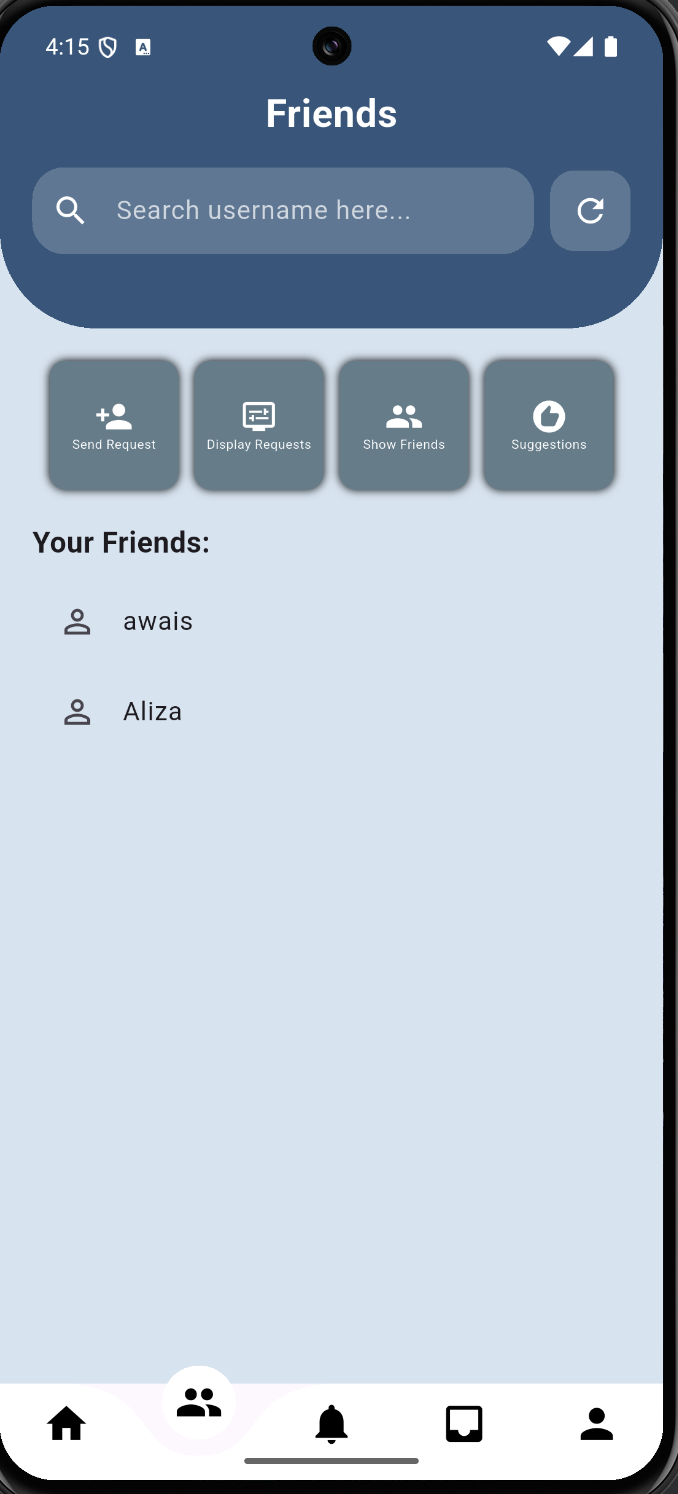 4:15
A
Friends
Search username here...
Send Request
Display Requests
Show Friends
Suggestions
Your Friends:
awais
Aliza